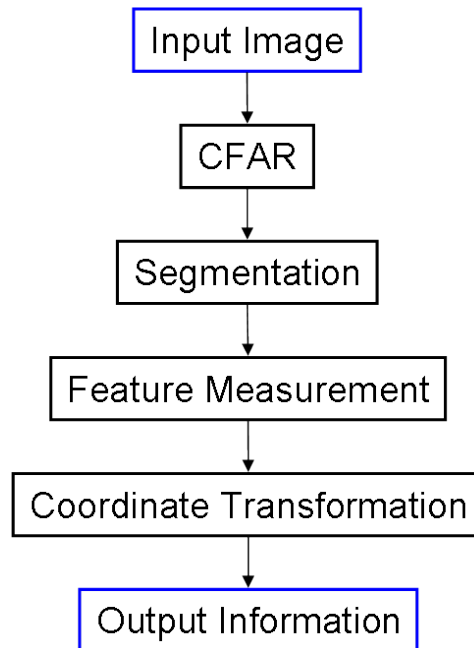 Input Image
CFAR
Segmentation
Feature Measurement
Coordinate Transformation
Output Information